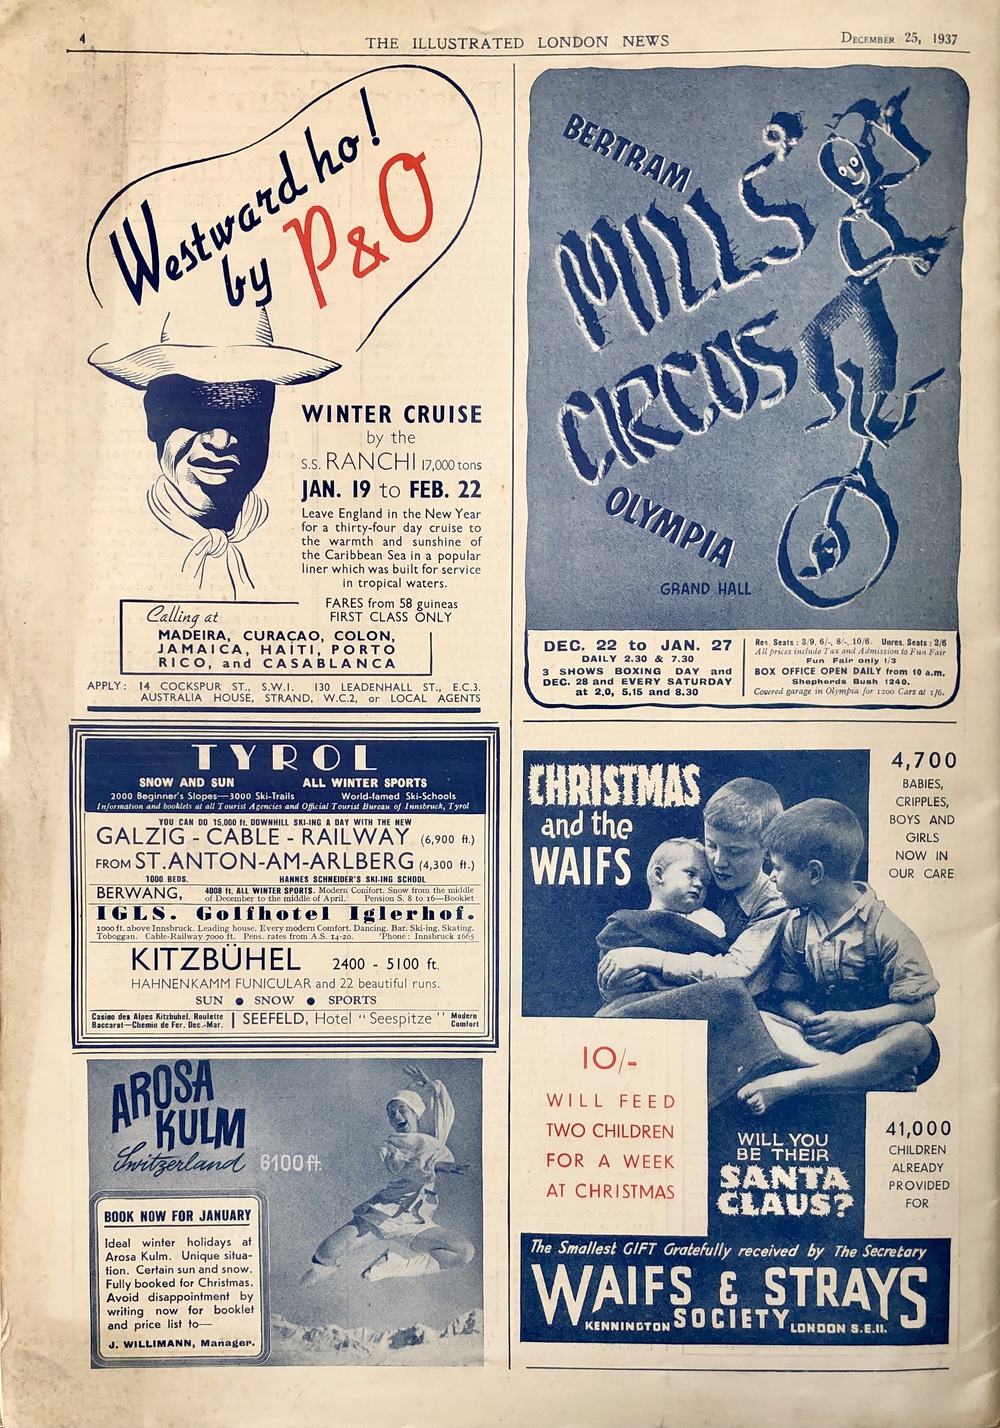 4
THE ILLUSTRATED LONDON NEWS
DECEMBER 25, 1937
Westward ho!
by P&O
WINTER CRUISE
by the
S.S. RANCHI 17,000 tons
JAN. 19 to FEB. 22
Leave England in the New Year
for a thirty-four day cruise to
the warmth and sunshine of
the Caribbean Sea in a popular
liner which was built for service
in tropical waters.
FARES from 58 guineas
FIRST CLASS ONLY
Calling at
MADEIRA, CURAÇAO, COLON,
JAMAICA, HAITI, PORTO
RICO, and CASABLANCA
APPLY: 14 COCKSPUR ST., S.W.1. 130 LEADENHALL ST., E.C.3.
AUSTRALIA HOUSE, STRAND, W.C.2, or LOCAL AGENTS
TYROL
SNOW AND SUN ALL WINTER SPORTS
2000 Beginner's Slopes—3000 Ski-Trails World-famed Ski-Schools
Information and booklets at all Tourist Agencies and Official Tourist Bureau of Innsbruck, Tyrol
YOU CAN DO 15,000 ft. DOWNHILL SKI-ING A DAY WITH THE NEW
GALZIG - CABLE - RAILWAY (6,900 ft.)
FROM ST. ANTON-AM-ARLBERG (4,300 ft.)
1000 BEDS. HANNES SCHNEIDER'S SKI-ING SCHOOL
BERWANG, 4008 ft. ALL WINTER SPORTS. Modern Comfort. Snow from the middle
of December to the middle of April. Pension S. 8 to 16—Booklet
IGLS. Golfhotel Iglerhof.
1000 ft. above Innsbruck. Leading house. Every modern Comfort. Dancing. Bar. Ski-ing. Skating.
Toboggan. Cable-Railway 7000 ft. Pens. rates from A.S. 14-20. 'Phone: Innsbruck 1665
KITZBÜHEL 2400 - 5100 ft.
HAHNENKAMM FUNICULAR and 22 beautiful runs.
SUN ● SNOW ● SPORTS
Casino des Alpes Kitzbuhel, Roulette
Baccarat—Chemin de Fer. Dec.-Mar.
SEEFELD, Hotel "Seespitze" Modern
Comfort
AROSA
KULM
Switzerland 6100 ft.
BOOK NOW FOR JANUARY
Ideal winter holidays at
Arosa Kulm. Unique situa-
tion. Certain sun and snow.
Fully booked for Christmas.
Avoid disappointment by
writing now for booklet
and price list to—
J. WILLIMANN, Manager.
BERTRAM
MILLS
CIRCUS
OLYMPIA
GRAND HALL
DEC. 22 to JAN. 27
DAILY 2.30 & 7.30
3 SHOWS BOXING DAY and
DEC. 28 and EVERY SATURDAY
at 2.0, 5.15 and 8.30
Res. Seats: 3/9, 6/-, 8/-, 10/6. Unres. Seats: 2/6
All prices include Tax and Admission to Fun Fair
Fun Fair only 1/3
BOX OFFICE OPEN DAILY from 10 a.m.
Shepherds Bush 1240.
Covered garage in Olympia for 1200 Cars at 1/6.
CHRISTMAS
and the
WAIFS
4,700
BABIES,
CRIPPLES,
BOYS AND
GIRLS
NOW IN
OUR CARE
10/-
WILL FEED
TWO CHILDREN
FOR A WEEK
AT CHRISTMAS
WILL YOU
BE THEIR
SANTA
CLAUS?
41,000
CHILDREN
ALREADY
PROVIDED
FOR
The Smallest GIFT Gratefully received by The Secretary
WAIFS & STRAYS
KENNINGTON SOCIETY LONDON S.E.11.